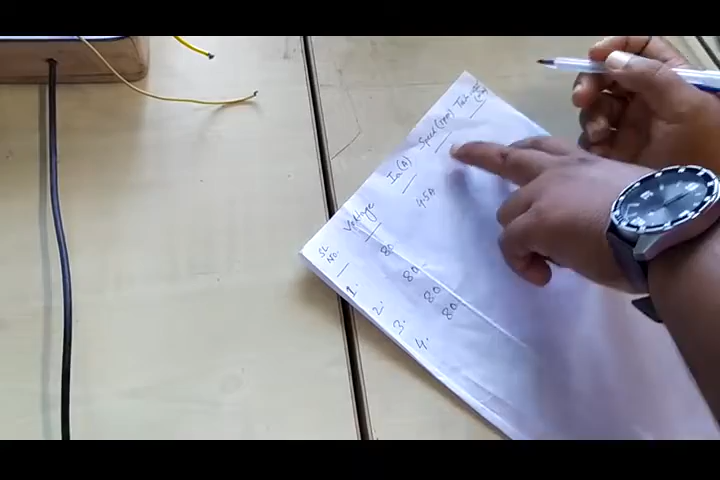 SL NO. Voltage Ia (A) Speed (rpm)
1. 80 4.5A
2. 80
3. 80
4. 80